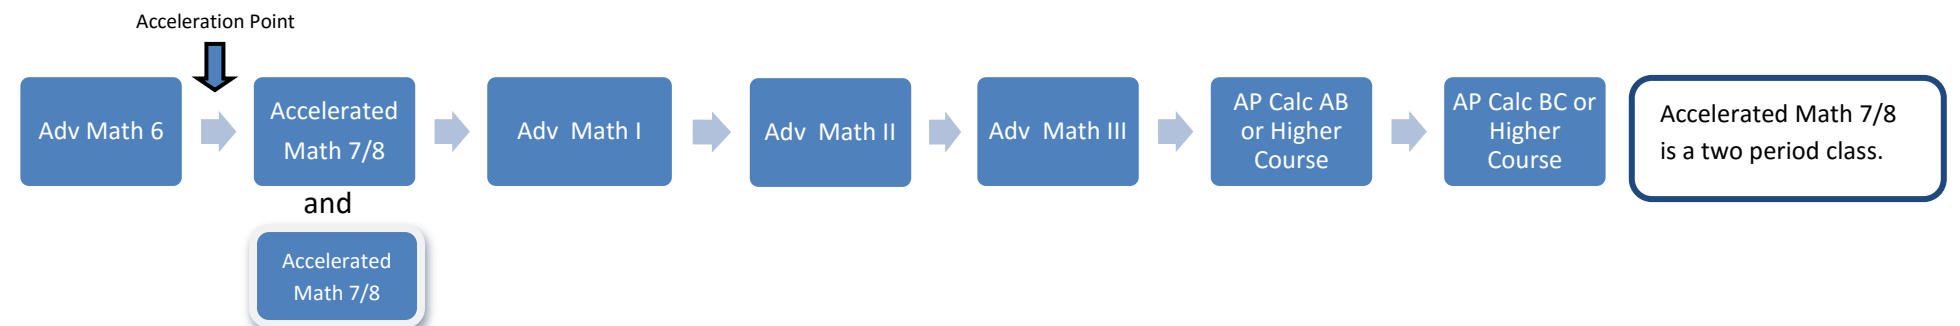 Acceleration Point
Adv Math 6
Accelerated
Math 7/8
and
Accelerated
Math 7/8
Adv  Math I
Adv  Math II
Adv  Math III
AP Calc AB
or Higher
Course
AP Calc BC or
Higher
Course
Accelerated Math 7/8
is a two period class.